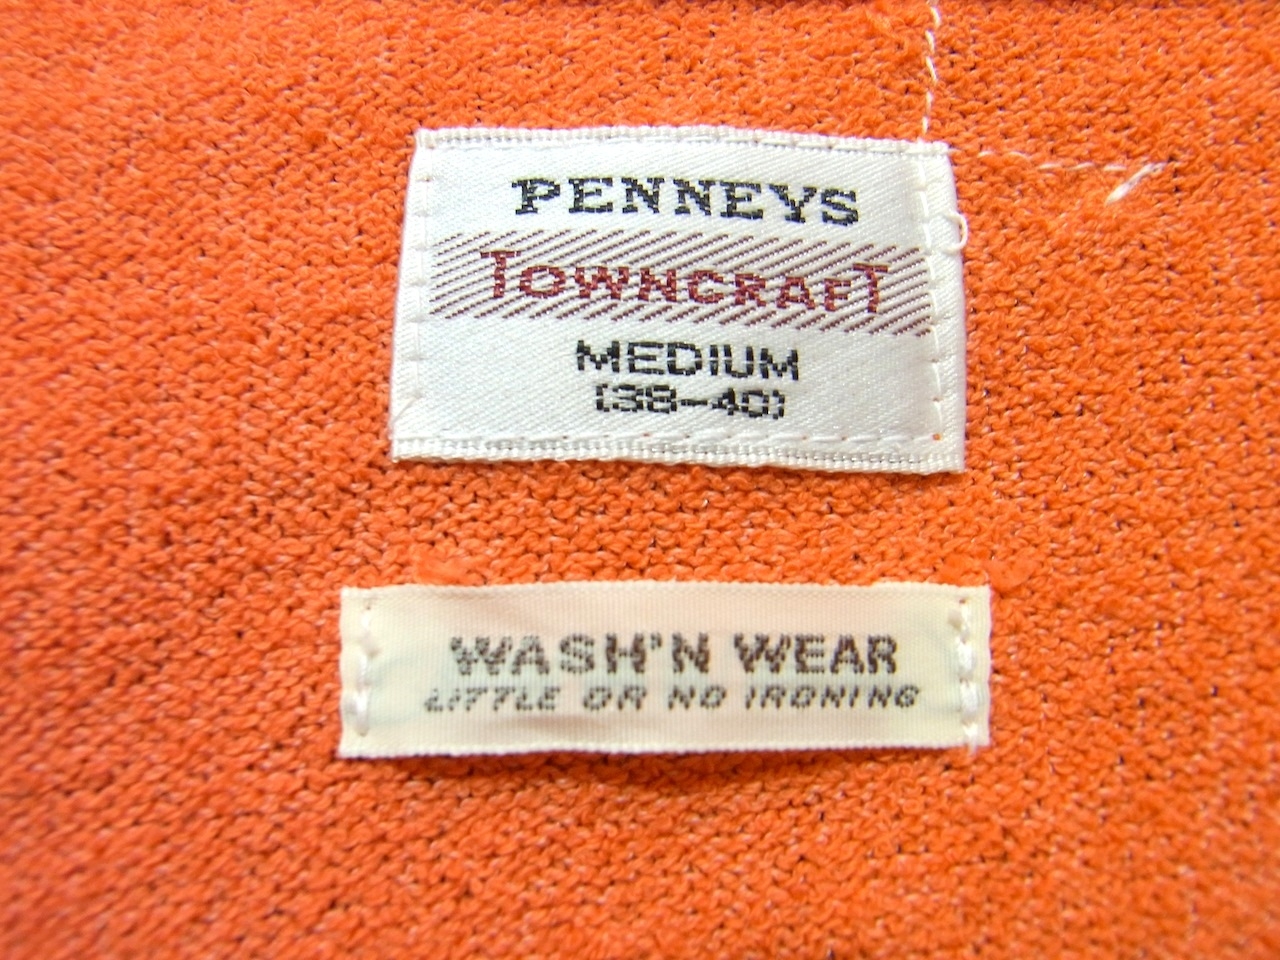 PENNEYS
TOWNCRAFT
MEDIUM
(38-40)
WASH'N WEAR
LITTLE OR NO IRONING